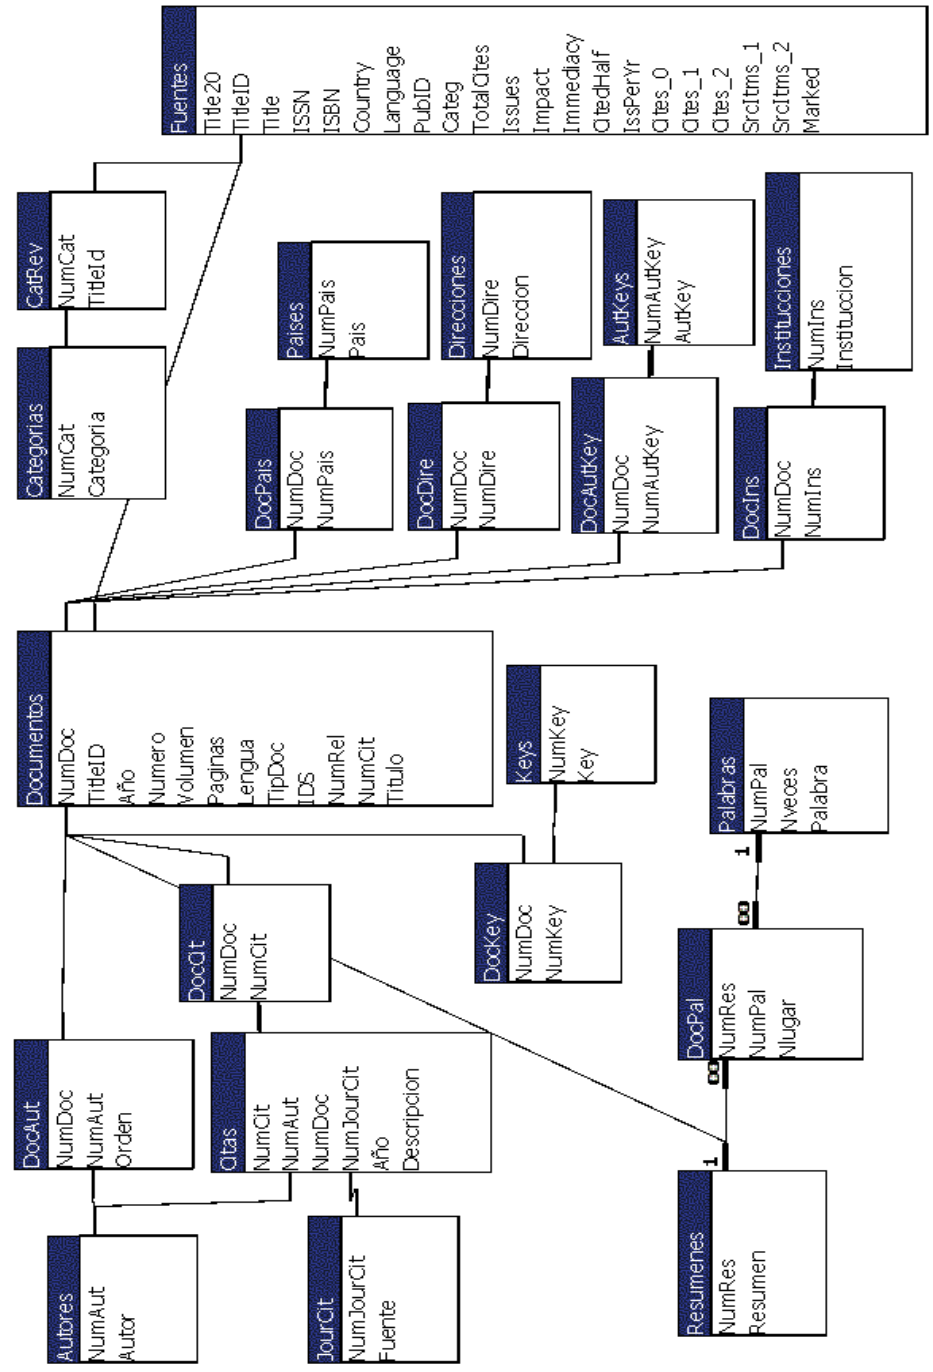 Fuentes
Title20
TitleID
Title
ISSN
ISBN
Country
Language
PubID
Categ
TotalCites
Issues
Impact
Immediacy
CitedHalf
IssPerYr
Cites_0
Cites_1
Cites_2
SrcItms_1
SrcItms_2
Marked
CatRev
NumCat
TitleId
Categorias
NumCat
Categoria
Paises
NumPais
Pais
DocPais
NumDoc
NumPais
Direcciones
NumDire
Direccion
DocDire
NumDoc
NumDire
AutKeys
NumAutKey
AutKey
DocAutKey
NumDoc
NumAutKey
Instituciones
NumIns
Instituccion
DocIns
NumDoc
NumIns
Documentos
NumDoc
TitleID
Año
Numero
Volumen
Paginas
Lengua
TipDoc
IDS
NumRel
NumCit
Titulo
Keys
NumKey
Key
DocKey
NumDoc
NumKey
Palabras
NumPal
Nveces
Palabra
1
∞
DocPal
NumRes
NumPal
Nlugar
∞
1
Resumenes
NumRes
Resumen
DocCit
NumDoc
NumCit
DocAut
NumDoc
NumAut
Orden
Citas
NumCit
NumAut
NumDoc
NumJourCit
Año
Descripcion
Autores
NumAut
Autor
JourCit
NumJourCit
Fuente